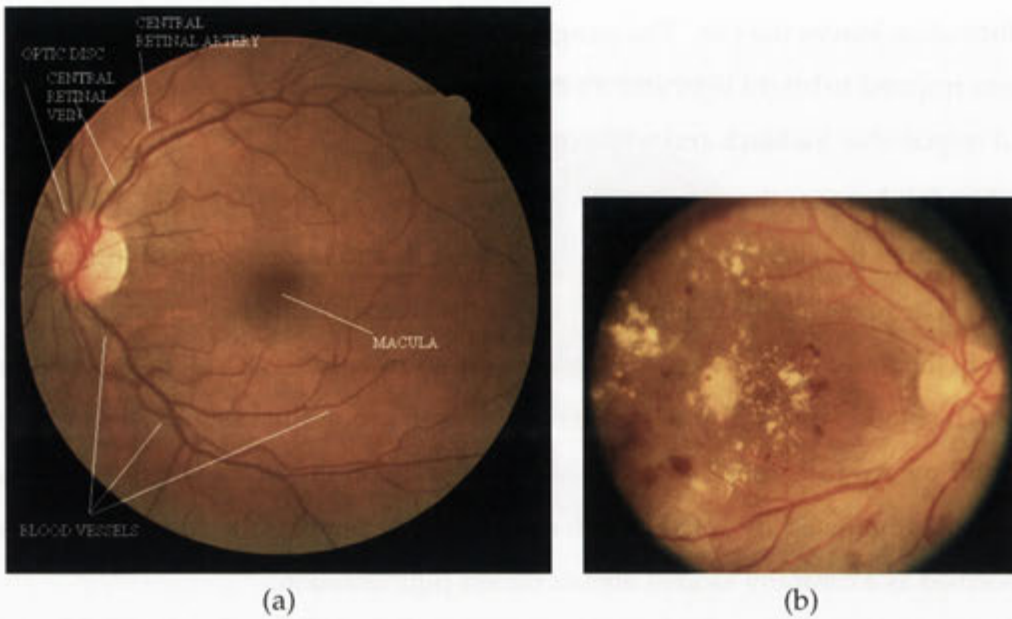 CENTRAL
RETINAL ARTERY
OPTIC DISC
CENTRAL
RETINAL
VEIN
MACULA
BLOOD VESSELS
(a)
(b)